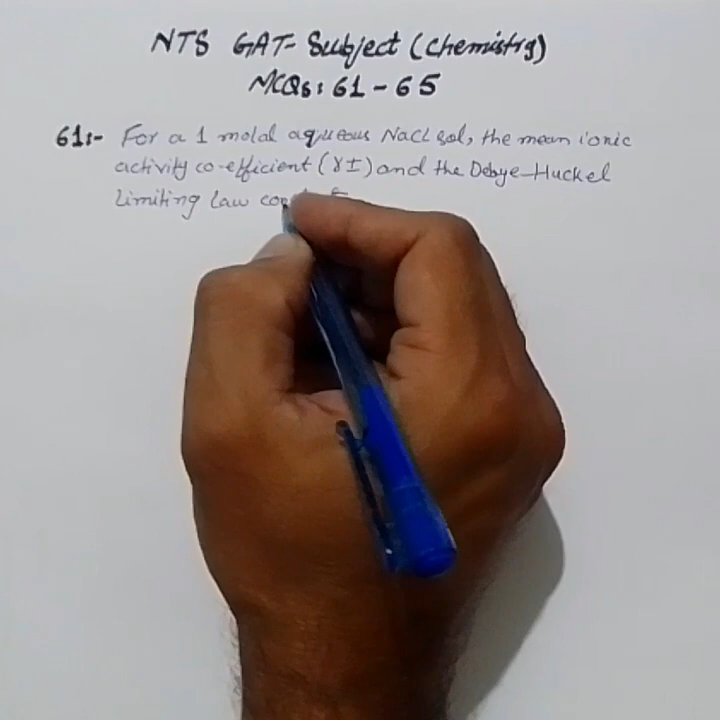 NTS GAT- Subject (Chemistry)
MCQs: 61 - 65
61:- For a 1 molal aqueous NaCl sol, the mean ionic
activity co-efficient (γ±) and the Debye-Huckel
Limiting Law